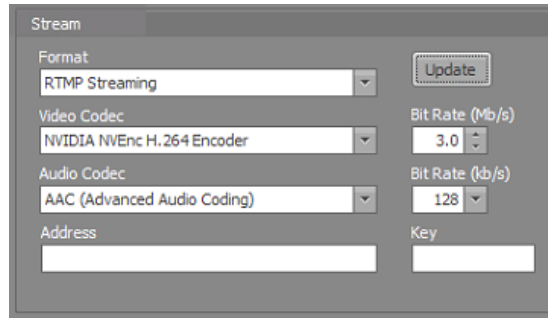 Stream
Format
RTMP Streaming
Update
Video Codec
Bit Rate (Mb/s)
NVIDIA NVEnc H.264 Encoder
3.0
Audio Codec
Bit Rate (kb/s)
AAC (Advanced Audio Coding)
128
Address
Key